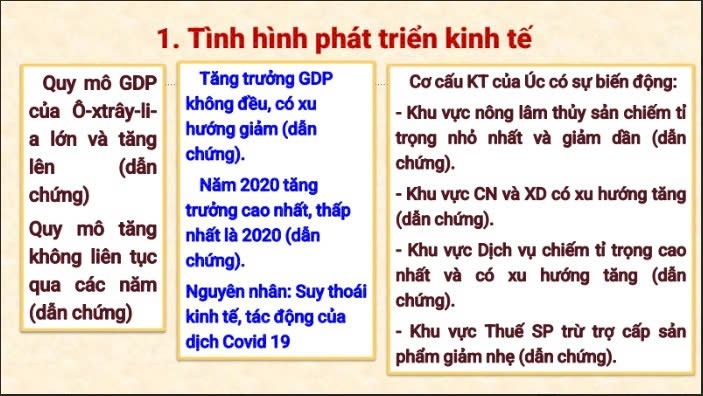 1. Tình hình phát triển kinh tế
Quy mô GDP
của Ô-xtrây-li-
a lớn và tăng
lên (dẫn
chứng)
Quy mô tăng
không liên tục
qua các năm
(dẫn chứng)
Tăng trưởng GDP
không đều, có xu
hướng giảm (dẫn
chứng).
Năm 2020 tăng
trưởng cao nhất, thấp
nhất là 2020 (dẫn
chứng).
Nguyên nhân: Suy thoái
kinh tế, tác động của
dịch Covid 19
Cơ cấu KT của Úc có sự biến động:
- Khu vực nông lâm thủy sản chiếm tỉ
trọng nhỏ nhất và giảm dần (dẫn
chứng).
- Khu vực CN và XD có xu hướng tăng
(dẫn chứng).
- Khu vực Dịch vụ chiếm tỉ trọng cao
nhất và có xu hướng tăng (dẫn
chứng).
- Khu vực Thuế SP trừ trợ cấp sản
phẩm giảm nhẹ (dẫn chứng).